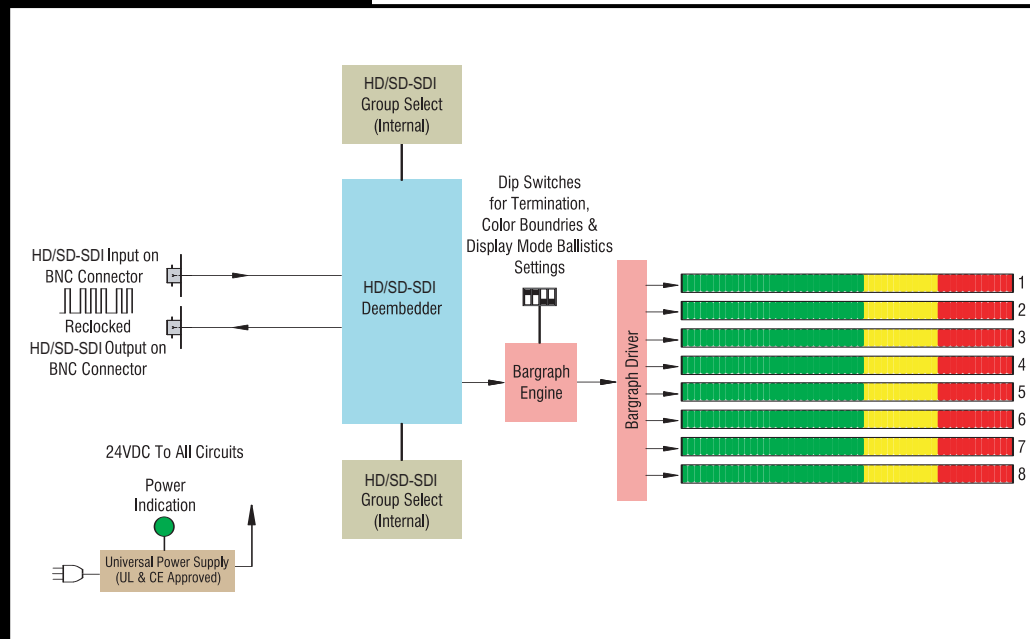 HD/SD-SDI
Group Select
(Internal)
Dip Switches
for Termination,
Color Boundries &
Display Mode Ballistics
Settings
HD/SD-SDI Input on
BNC Connector
Reclocked
HD/SD-SDI Output on
BNC Connector
HD/SD-SDI
Deembedder
Bargraph
Engine
Bargraph Driver
1
2
3
4
5
6
7
8
HD/SD-SDI
Group Select
(Internal)
24VDC To All Circuits
Power
Indication
Universal Power Supply
(UL & CE Approved)